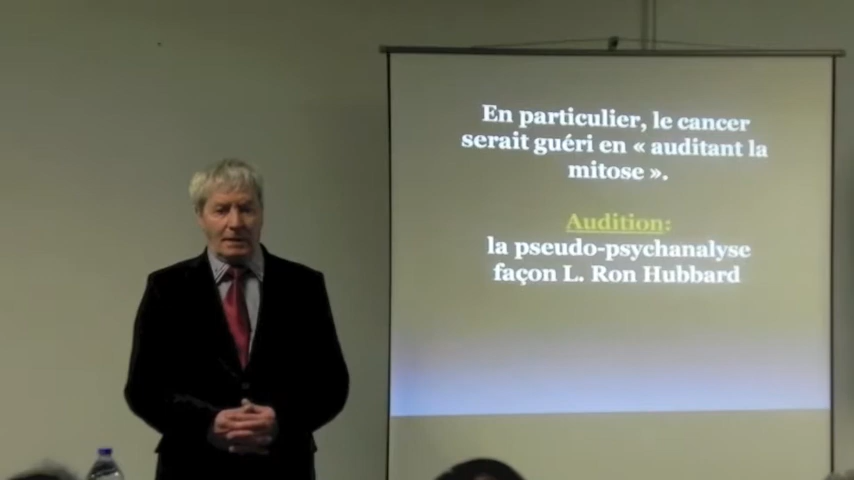 En particulier, le cancer
serait guéri en « auditant la
mitose ».
Audition:
la pseudo-psychanalyse
façon L. Ron Hubbard